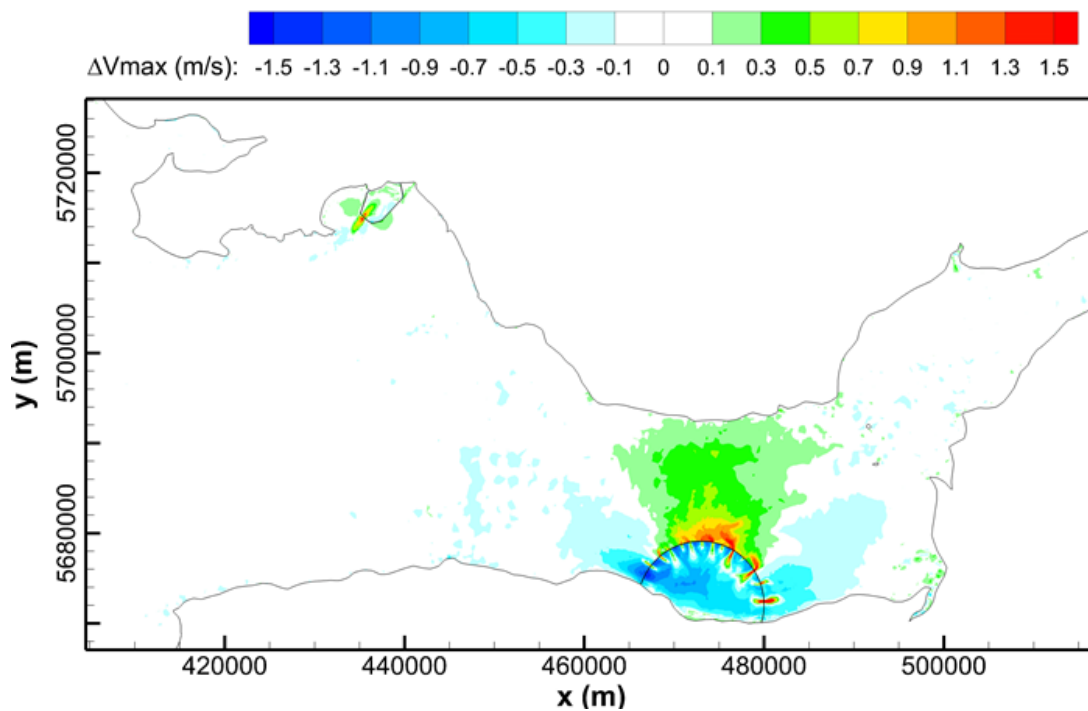 ΔVmax (m/s): -1.5 -1.3 -1.1 -0.9 -0.7 -0.5 -0.3 -0.1 0 0.1 0.3 0.5 0.7 0.9 1.1 1.3 1.5
5720000
5700000
5680000
y (m)
420000 440000 460000 480000 500000
x (m)